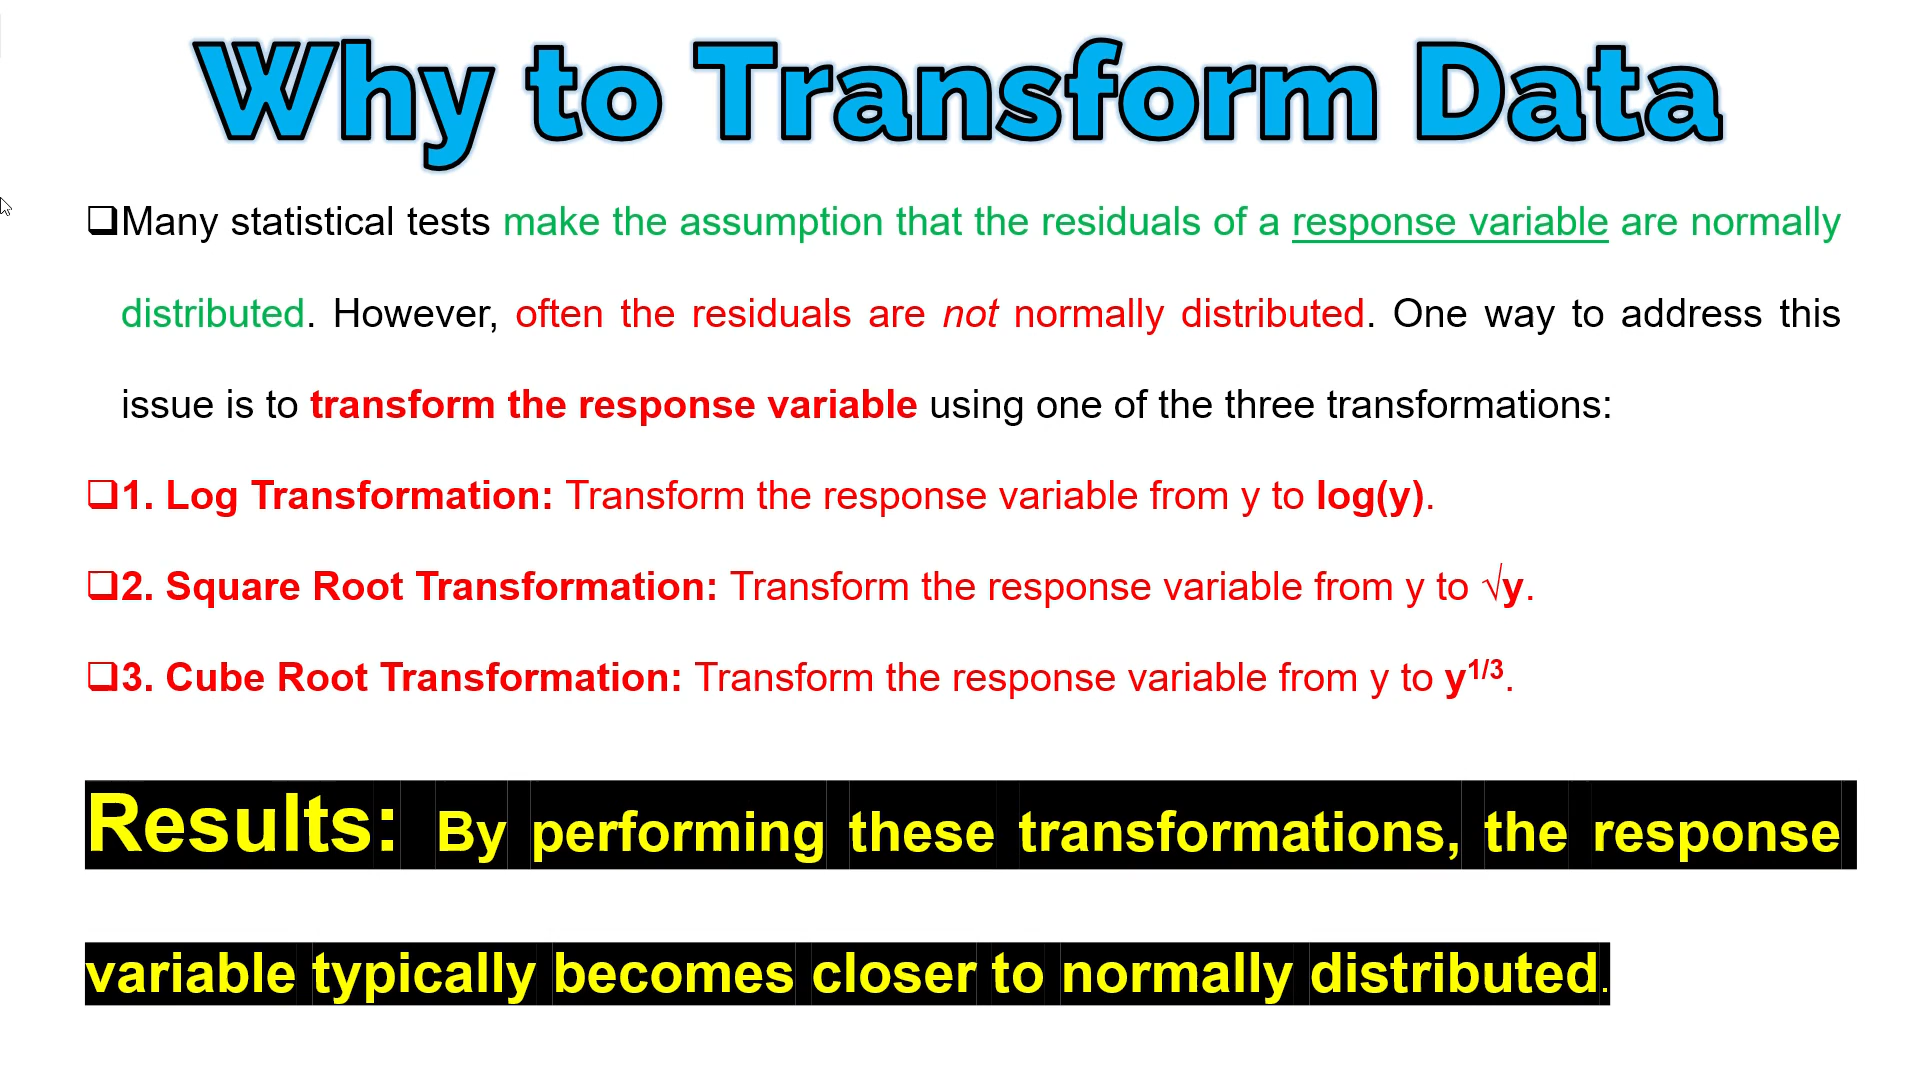 Why to Transform Data
❑Many statistical tests make the assumption that the residuals of a response variable are normally
distributed. However, often the residuals are not normally distributed. One way to address this
issue is to transform the response variable using one of the three transformations:
❑1. Log Transformation: Transform the response variable from y to log(y).
❑2. Square Root Transformation: Transform the response variable from y to √y.
❑3. Cube Root Transformation: Transform the response variable from y to y¹ᐟ³.
Results: By performing these transformations, the response
variable typically becomes closer to normally distributed.